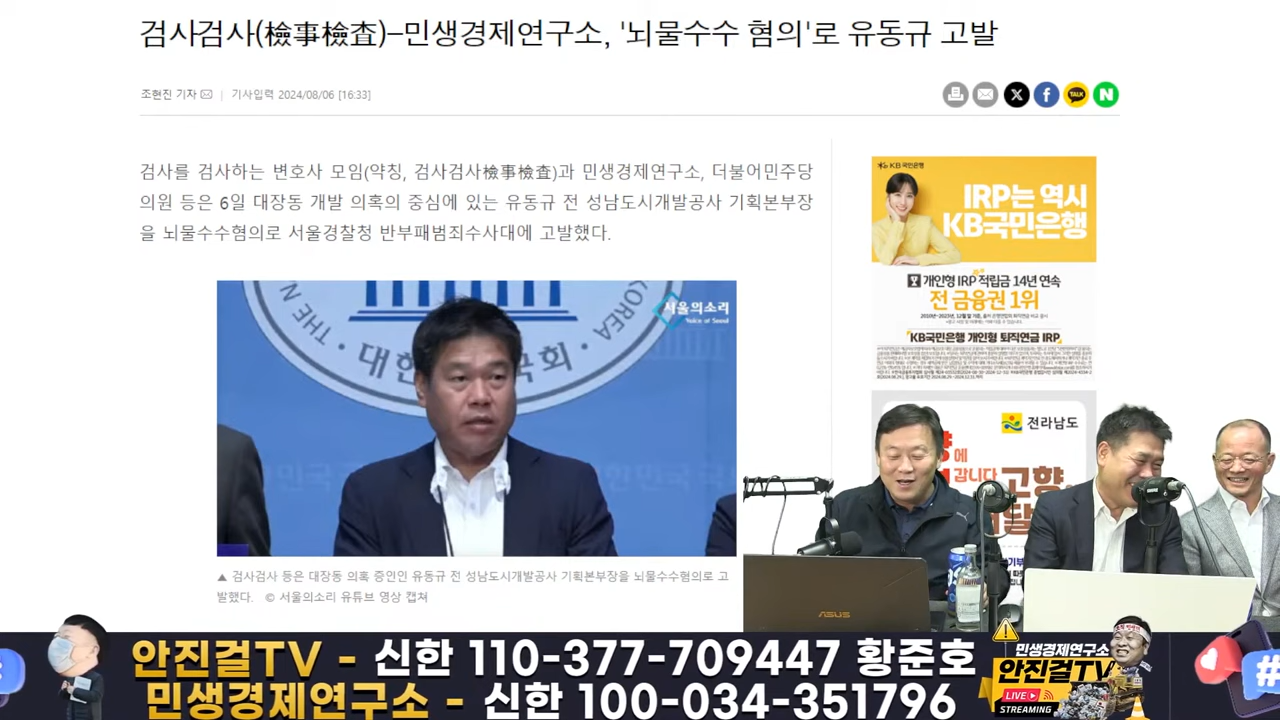 검사검사(檢事檢査)–민생경제연구소, '뇌물수수 혐의'로 유동규 고발
조현진 기자 | 기사입력 2024/08/06 [16:33]
TALK
N
검사를 검사하는 변호사 모임(약칭, 검사검사檢事檢査)과 민생경제연구소, 더불어민주당
의원 등은 6일 대장동 개발 의혹의 중심에 있는 유동규 전 성남도시개발공사 기획본부장
을 뇌물수수혐의로 서울경찰청 반부패범죄수사대에 고발했다.
KB 국민은행
IRP는 역시
KB국민은행
개인형 IRP 적립금 14년 연속
전 금융권 1위
KB국민은행 개인형 퇴직연금 IRP
서울의소리
Voice of Seoul
THE N
KOREA
대한 국회
전라남도
에
갑니다
고향
▲ 검사검사 등은 대장동 의혹 증인인 유동규 전 성남도시개발공사 기획본부장을 뇌물수수혐의로 고
발했다. © 서울의소리 유튜브 영상 캡쳐
SHURE
ASUS
안진걸TV - 신한 110-377-709447 황준호
민생경제연구소 - 신한 100-034-351796
민생경제연구소
안진걸TV
LIVE
STREAMING
#